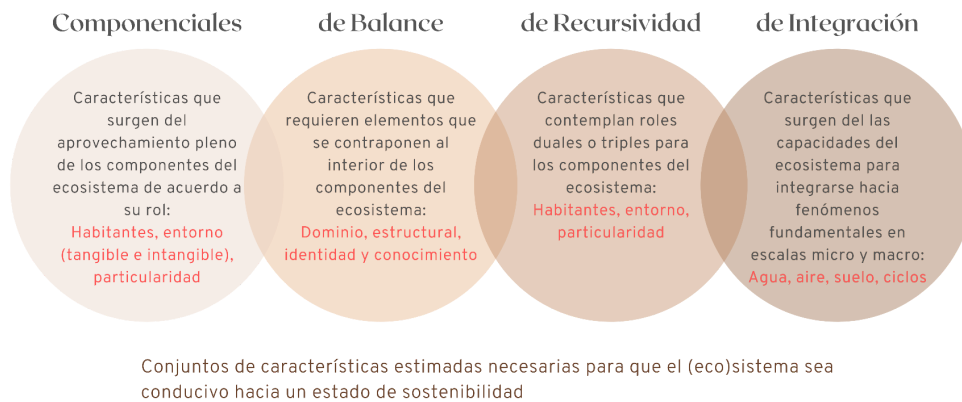 Componenciales
Características que
surgen del
aprovechamiento pleno
de los componentes del
ecosistema de acuerdo a
su rol:
Habitantes, entorno
(tangible e intangible),
particularidad
de Balance
Características que
requieren elementos que
se contraponen al
interior de los
componentes del
ecosistema:
Dominio, estructural,
identidad y conocimiento
de Recursividad
Características que
contemplan roles
duales o triples para
los componentes del
ecosistema:
Habitantes, entorno,
particularidad
de Integración
Características que
surgen del las
capacidades del
ecosistema para
integrarse hacia
fenómenos
fundamentales en
escalas micro y macro:
Agua, aire, suelo, ciclos
Conjuntos de características estimadas necesarias para que el (eco)sistema sea
conducivo hacia un estado de sostenibilidad